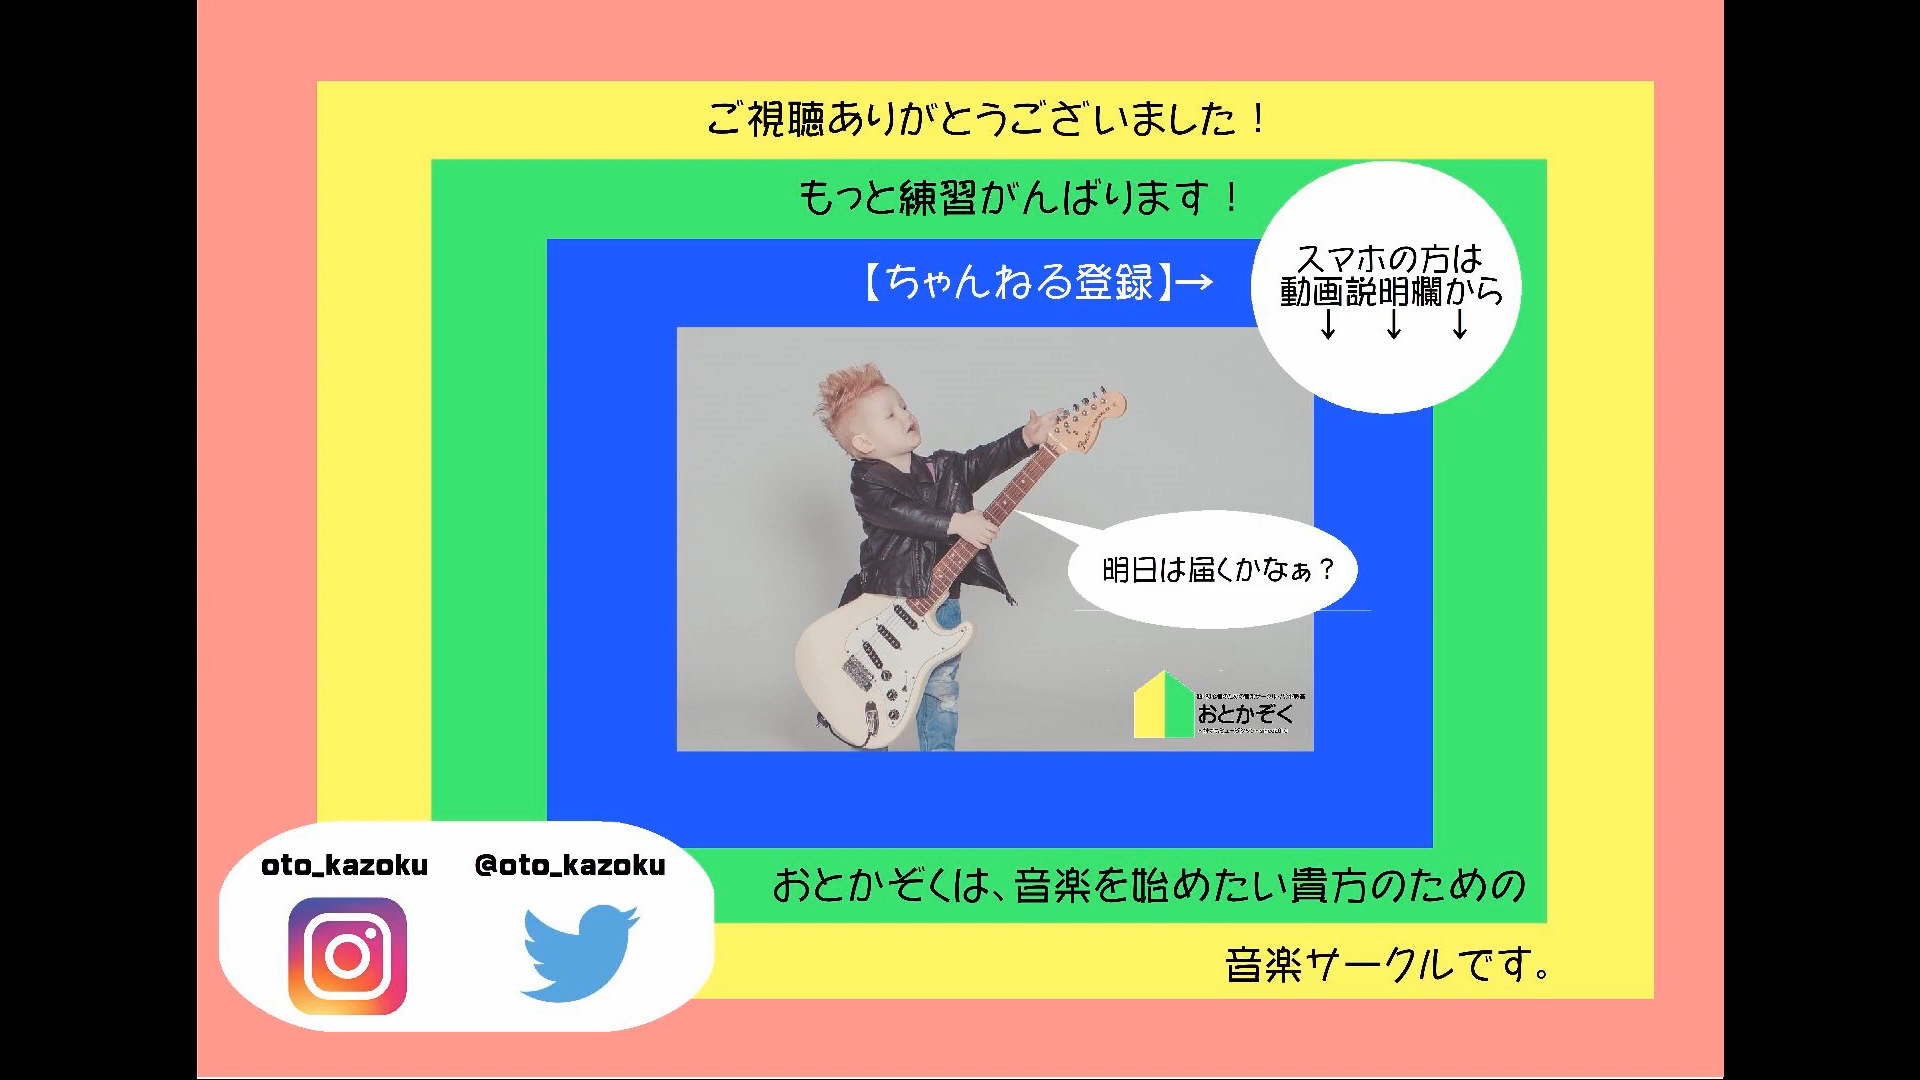 ご視聴ありがとうございました！
もっと練習がんばります！
【ちゃんねる登録】→
スマホの方は
動画説明欄から
↓ ↓ ↓
明日は届くかなぁ？
おとかぞく
oto_kazoku
@oto_kazoku
おとかぞくは、音楽を始めたい貴方のための
音楽サークルです。